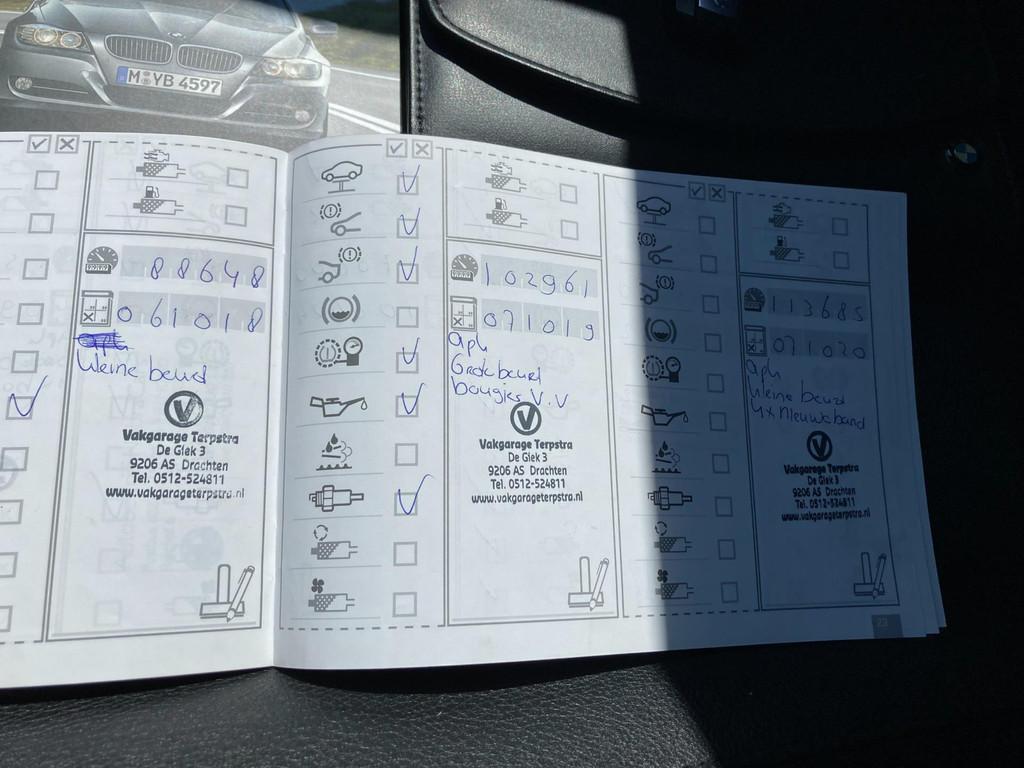 M YB 4597
88648
061018
Kleine beurt
Vakgarage Terpstra
De Giek 3
9206 AS Drachten
Tel. 0512-524811
www.vakgarageterpstra.nl
102961
071019
apk
Grote beurt
bougies V.V
Vakgarage Terpstra
De Giek 3
9206 AS Drachten
Tel. 0512-524811
www.vakgarageterpstra.nl
113685
071020
apk
kleine beurt
4x Nieuwe band
Vakgarage Terpstra
De Giek 3
9206 AS Drachten
Tel. 0512-524811
www.vakgarageterpstra.nl
23